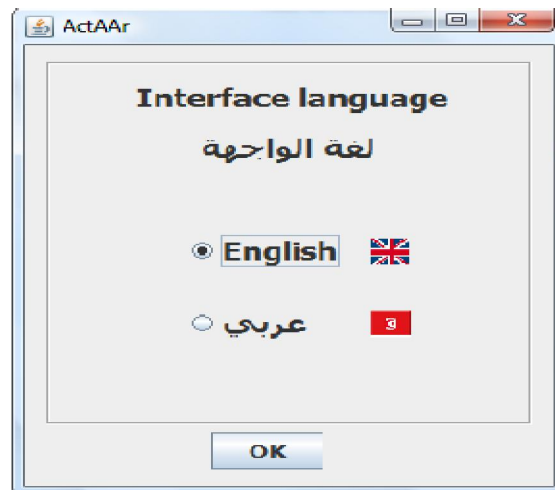 ActAAr
Interface language
لغة الواجهة
English
عربي
OK